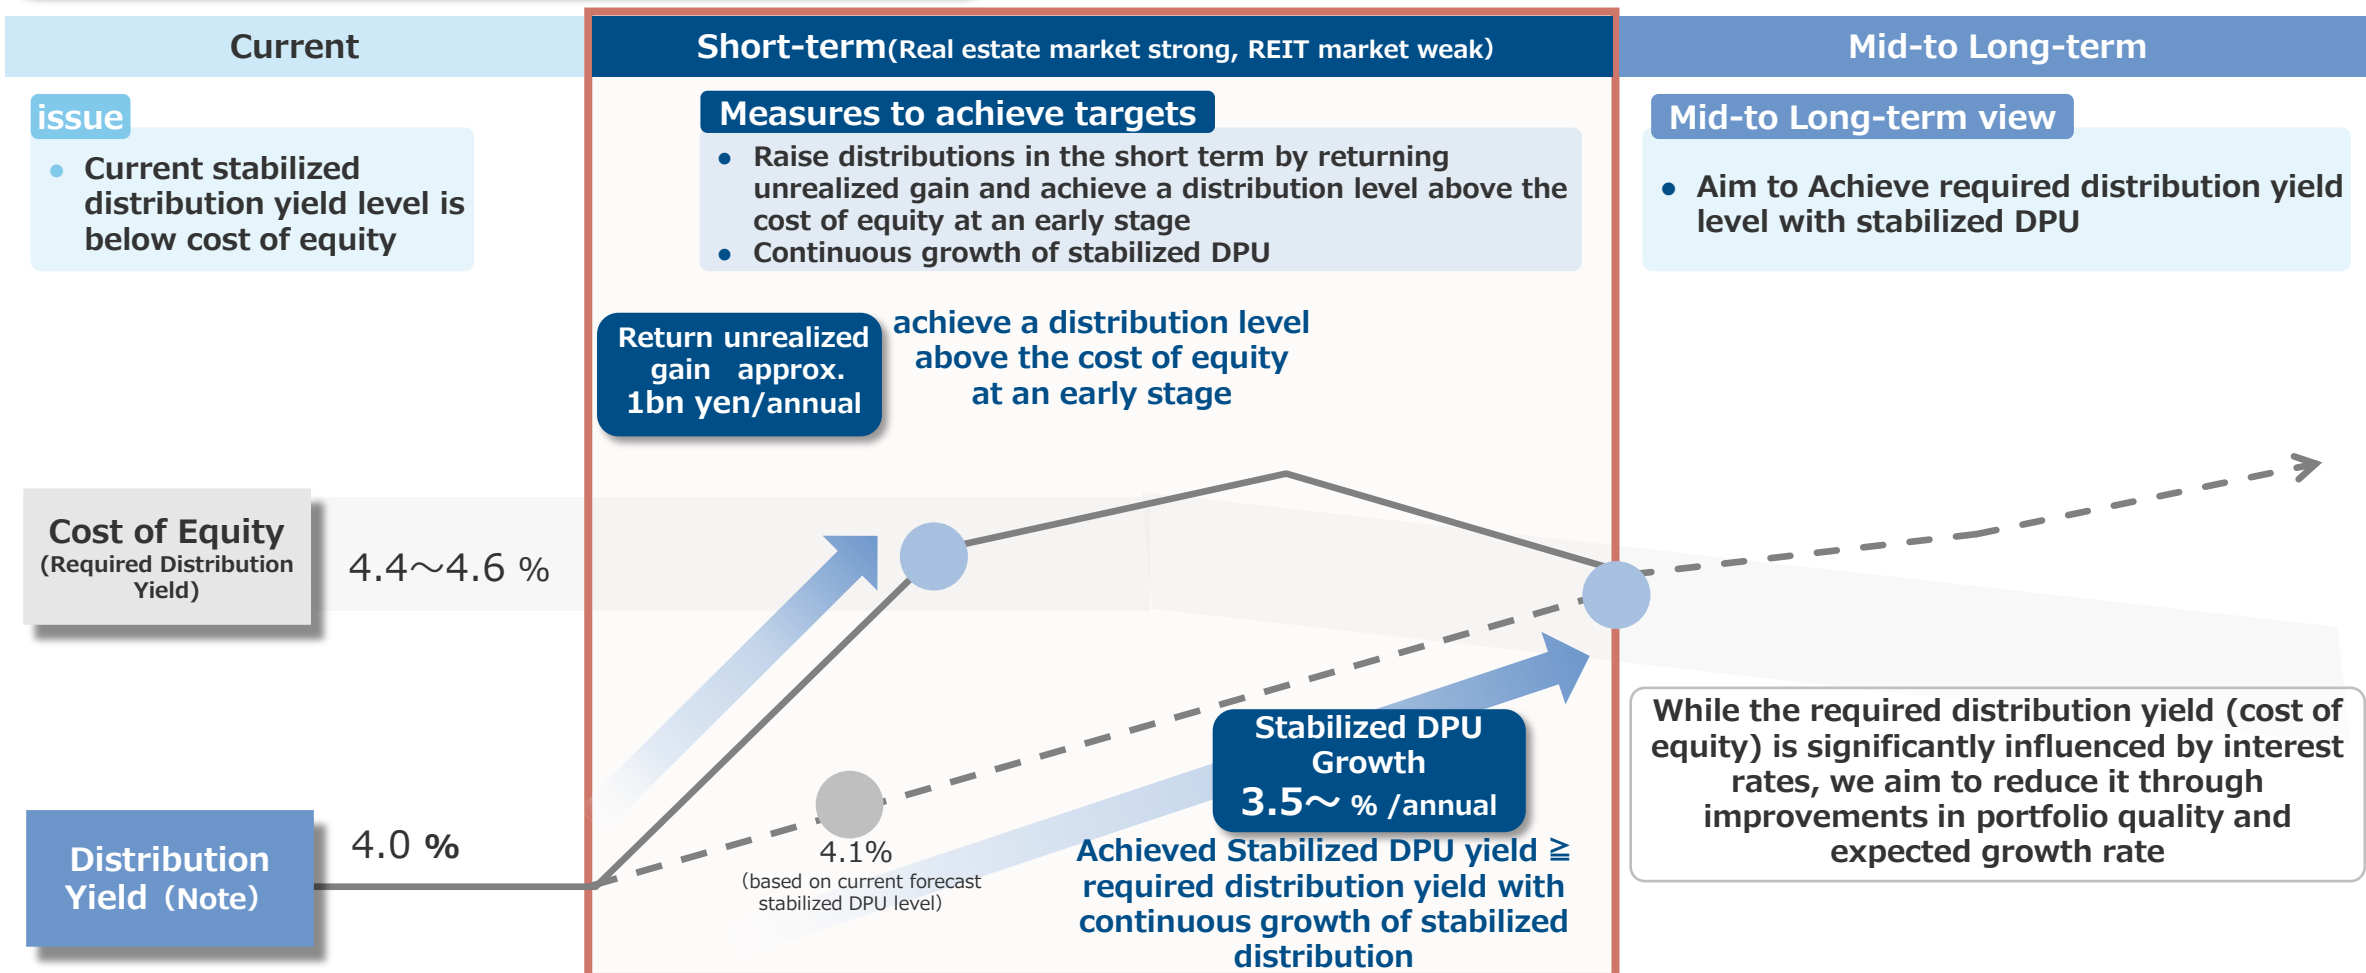 Current
Short-term(Real estate market strong, REIT market weak)
Mid-to Long-term
issue
● Current stabilized
distribution yield level is
below cost of equity
Measures to achieve targets
● Raise distributions in the short term by returning
unrealized gain and achieve a distribution level above the
cost of equity at an early stage
● Continuous growth of stabilized DPU
Mid-to Long-term view
● Aim to Achieve required distribution yield
level with stabilized DPU
Return unrealized
gain approx.
1bn yen/annual
achieve a distribution level
above the cost of equity
at an early stage
Cost of Equity
(Required Distribution
Yield)
4.4～4.6 %
Distribution
Yield（Note）
4.0 %
4.1%
(based on current forecast
stabilized DPU level)
Stabilized DPU
Growth
3.5～ % /annual
Achieved Stabilized DPU yield ≧
required distribution yield with
continuous growth of stabilized
distribution
While the required distribution yield (cost of
equity) is significantly influenced by interest
rates, we aim to reduce it through
improvements in portfolio quality and
expected growth rate